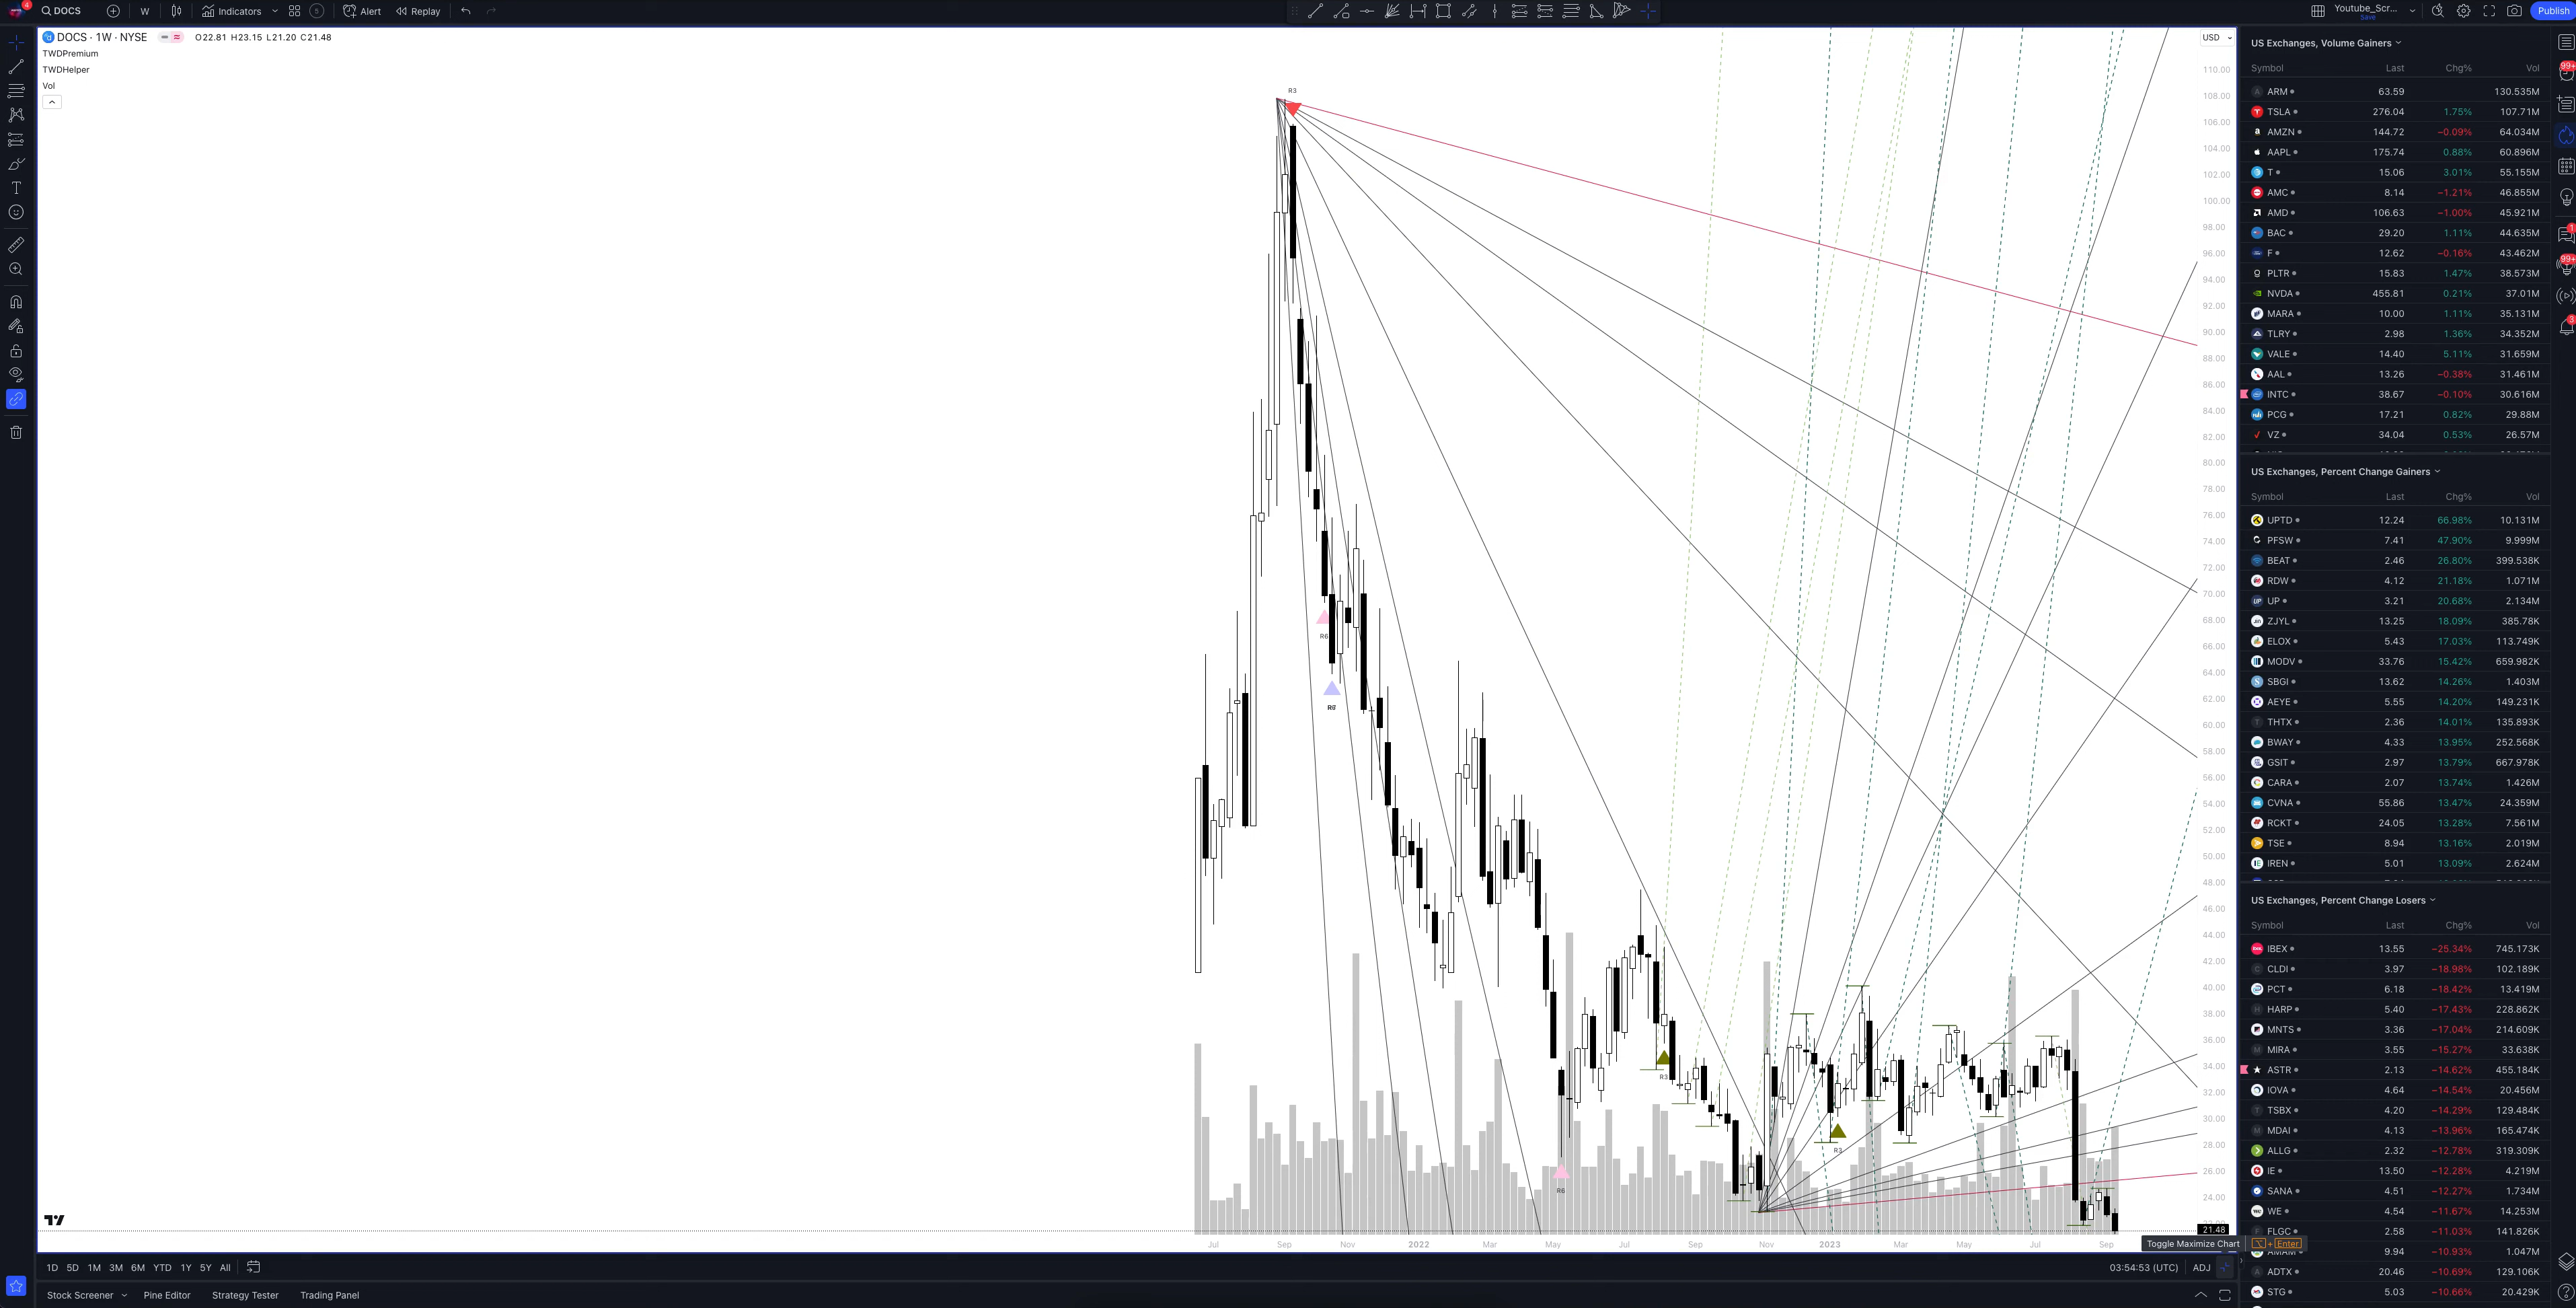 4 DOCS W Indicators 5 Alert Replay Youtube_Scr... Save Publish
DOCS · 1W · NYSE O22.81 H23.15 L21.20 C21.48 USD
TWDPremium
TWDHelper
Vol
110.00
108.00
106.00
104.00
102.00
100.00
98.00
96.00
94.00
92.00
90.00
88.00
86.00
84.00
82.00
80.00
78.00
76.00
74.00
72.00
70.00
68.00
66.00
64.00
62.00
60.00
58.00
56.00
54.00
52.00
50.00
48.00
46.00
44.00
42.00
40.00
38.00
36.00
34.00
32.00
30.00
28.00
26.00
24.00
21.48
R3
R6
R3
R3
R6
Jul Sep Nov 2022 Mar May Jul Sep Nov 2023 Mar May Jul Sep
Toggle Maximize Chart + Enter
1D 5D 1M 3M 6M YTD 1Y 5Y All 03:54:53 (UTC) ADJ
Stock Screener Pine Editor Strategy Tester Trading Panel
US Exchanges, Volume Gainers
Symbol Last Chg% Vol
ARM 63.59 130.535M
TSLA 276.04 1.75% 107.71M
AMZN 144.72 −0.09% 64.034M
AAPL 175.74 0.88% 60.896M
T 15.06 3.01% 55.155M
AMC 8.14 −1.21% 46.855M
AMD 106.63 −1.00% 45.921M
BAC 29.20 1.11% 44.635M
F 12.62 −0.16% 43.462M
PLTR 15.83 1.47% 38.573M
NVDA 455.81 0.21% 37.01M
MARA 10.00 1.11% 35.131M
TLRY 2.98 1.36% 34.352M
VALE 14.40 5.11% 31.659M
AAL 13.26 −0.38% 31.461M
INTC 38.67 −0.10% 30.616M
PCG 17.21 0.82% 29.88M
VZ 34.04 0.53% 26.57M
US Exchanges, Percent Change Gainers
Symbol Last Chg% Vol
UPTD 12.24 66.98% 10.131M
PFSW 7.41 47.90% 9.999M
BEAT 2.46 26.80% 399.538K
RDW 4.12 21.18% 1.071M
UP 3.21 20.68% 2.134M
ZJYL 13.25 18.09% 385.78K
ELOX 5.43 17.03% 113.749K
MODV 33.76 15.42% 659.982K
SBGI 13.62 14.26% 1.403M
AEYE 5.55 14.20% 149.231K
THTX 2.36 14.01% 135.893K
BWAY 4.33 13.95% 252.568K
GSIT 2.97 13.79% 667.978K
CARA 2.07 13.74% 1.426M
CVNA 55.86 13.47% 24.359M
RCKT 24.05 13.28% 7.561M
TSE 8.94 13.16% 2.019M
IREN 5.01 13.09% 2.624M
US Exchanges, Percent Change Losers
Symbol Last Chg% Vol
IBEX 13.55 −25.34% 745.173K
CLDI 3.97 −18.98% 102.189K
PCT 6.18 −18.42% 13.419M
HARP 5.40 −17.43% 228.862K
MNTS 3.36 −17.04% 214.609K
MIRA 3.55 −15.27% 33.638K
ASTR 2.13 −14.62% 455.184K
IOVA 4.64 −14.54% 20.456M
TSBX 4.20 −14.29% 129.484K
MDAI 4.13 −13.96% 165.474K
ALLG 2.32 −12.78% 319.309K
IE 13.50 −12.28% 4.219M
SANA 4.51 −12.27% 1.734M
WE 4.54 −11.67% 14.253M
FLGC 2.58 −11.03% 141.826K
9.94 −10.93% 1.047M
ADTX 20.46 −10.69% 129.106K
STG 5.03 −10.66% 20.429K
99+
1
99+
3